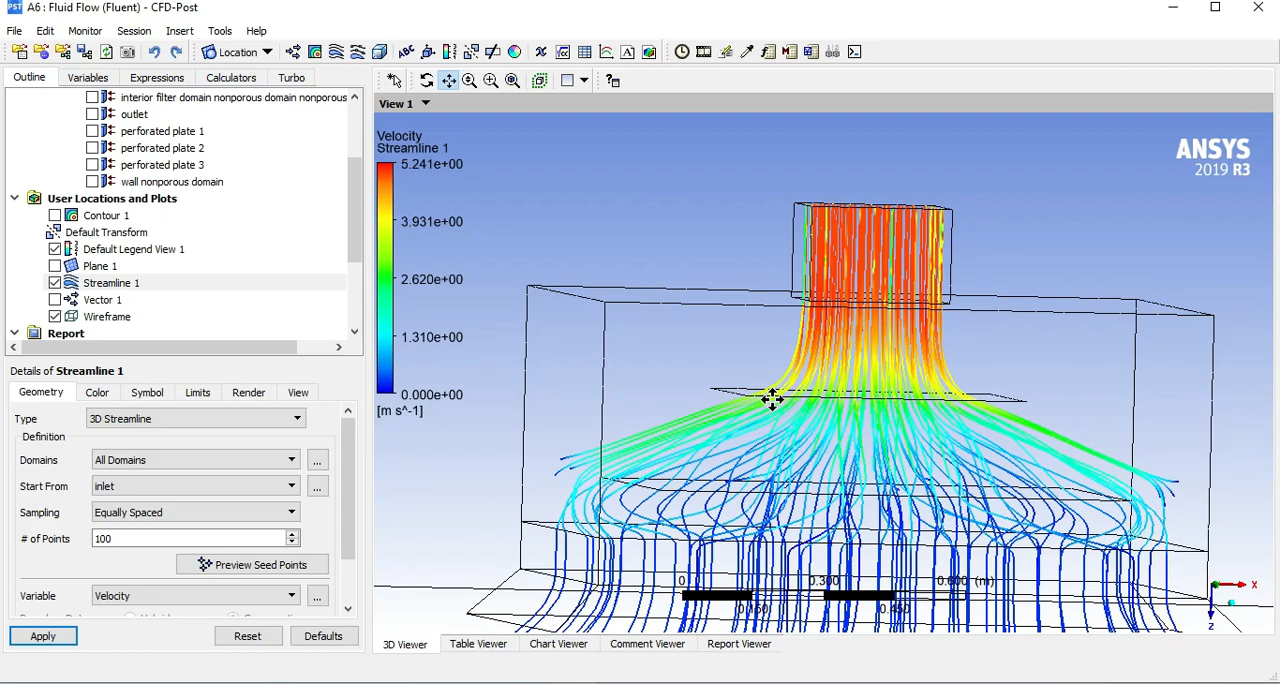 A6 : Fluid Flow (Fluent) - CFD-Post
File Edit Monitor Session Insert Tools Help
Location
Outline Variables Expressions Calculators Turbo
interior filter domain nonporous domain nonporous
outlet
perforated plate 1
perforated plate 2
perforated plate 3
wall nonporous domain
User Locations and Plots
Contour 1
Default Transform
Default Legend View 1
Plane 1
Streamline 1
Vector 1
Wireframe
Report
Details of Streamline 1
Geometry Color Symbol Limits Render View
Type 3D Streamline
Definition
Domains All Domains ...
Start From inlet ...
Sampling Equally Spaced
# of Points 100
Preview Seed Points
Variable Velocity ...
Apply Reset Defaults
View 1
Velocity
Streamline 1
5.241e+00
3.931e+00
2.620e+00
1.310e+00
0.000e+00
[m s^-1]
ANSYS
2019 R3
0 0.300 0.600 (m)
0.150 0.450
X
Z
3D Viewer Table Viewer Chart Viewer Comment Viewer Report Viewer